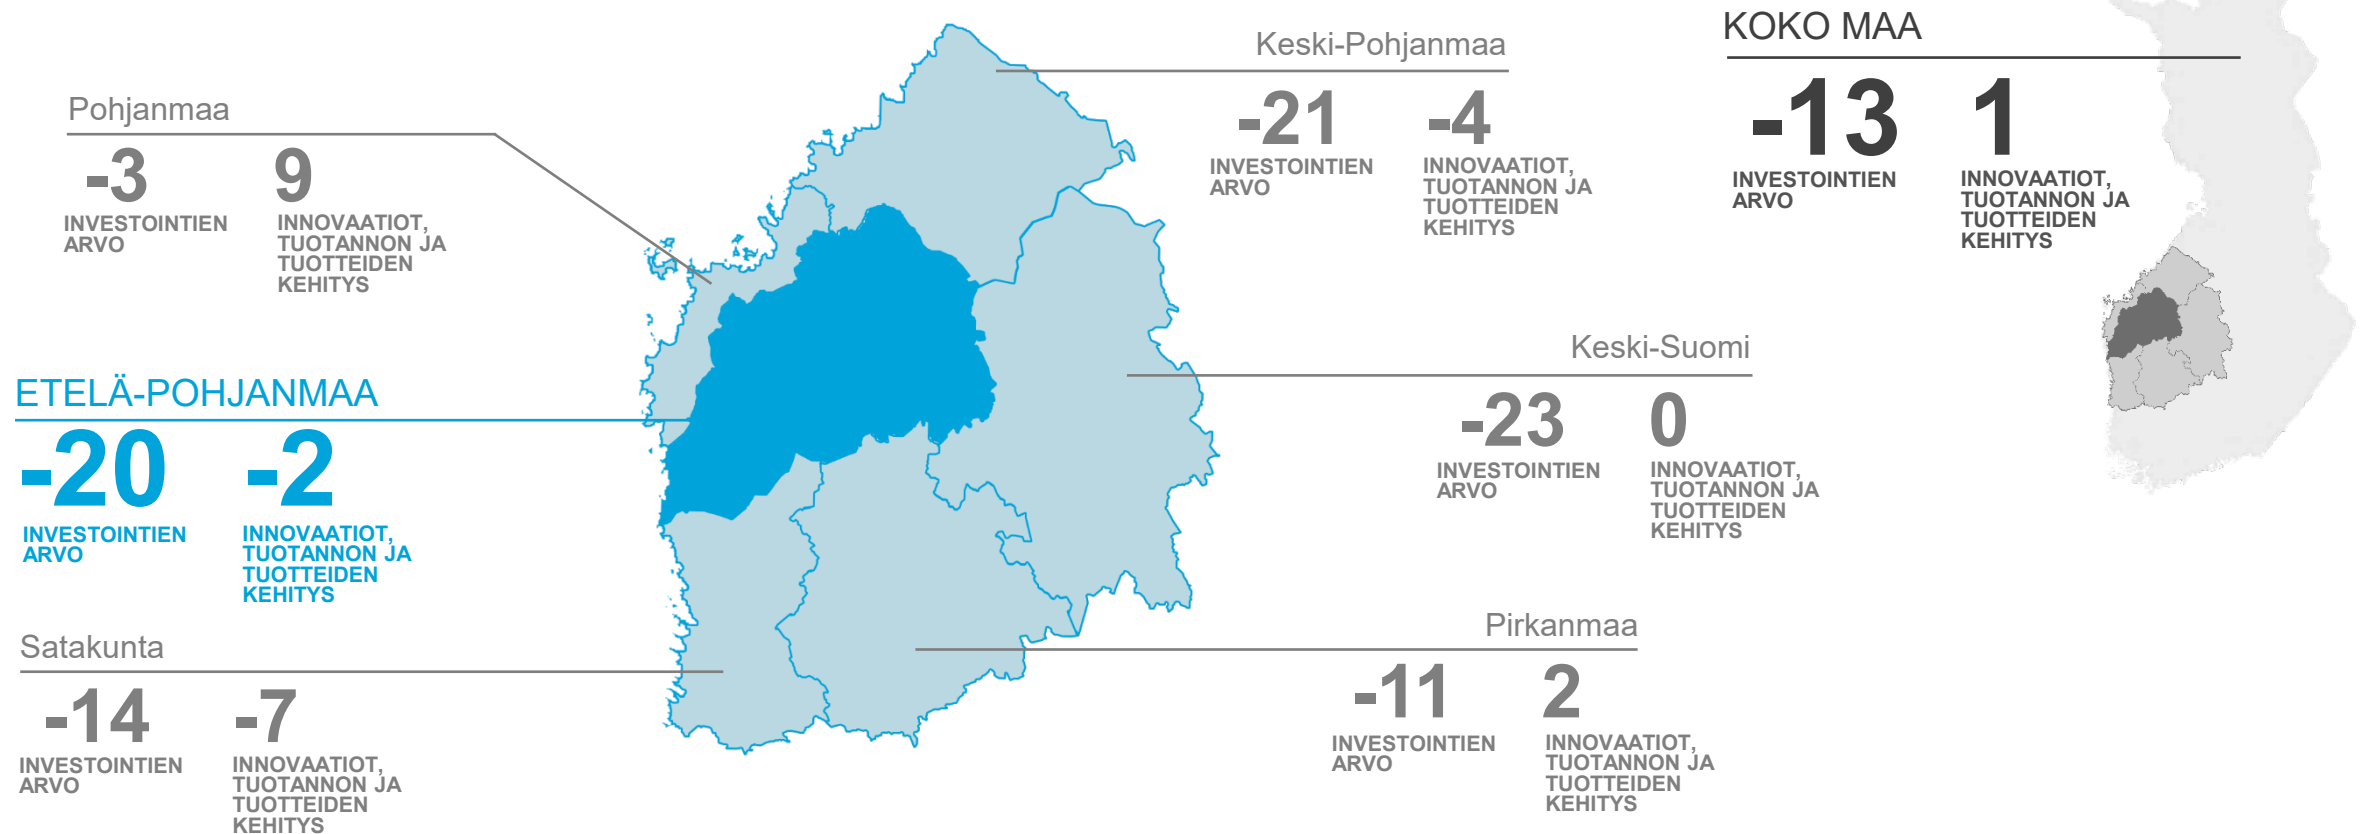 Pohjanmaa
-3
INVESTOINTIEN
ARVO
9
INNOVAATIOT,
TUOTANNON JA
TUOTTEIDEN
KEHITYS
Keski-Pohjanmaa
-21
INVESTOINTIEN
ARVO
-4
INNOVAATIOT,
TUOTANNON JA
TUOTTEIDEN
KEHITYS
KOKO MAA
-13
INVESTOINTIEN
ARVO
1
INNOVAATIOT,
TUOTANNON JA
TUOTTEIDEN
KEHITYS
ETELÄ-POHJANMAA
-20
INVESTOINTIEN
ARVO
-2
INNOVAATIOT,
TUOTANNON JA
TUOTTEIDEN
KEHITYS
Keski-Suomi
-23
INVESTOINTIEN
ARVO
0
INNOVAATIOT,
TUOTANNON JA
TUOTTEIDEN
KEHITYS
Satakunta
-14
INVESTOINTIEN
ARVO
-7
INNOVAATIOT,
TUOTANNON JA
TUOTTEIDEN
KEHITYS
Pirkanmaa
-11
INVESTOINTIEN
ARVO
2
INNOVAATIOT,
TUOTANNON JA
TUOTTEIDEN
KEHITYS